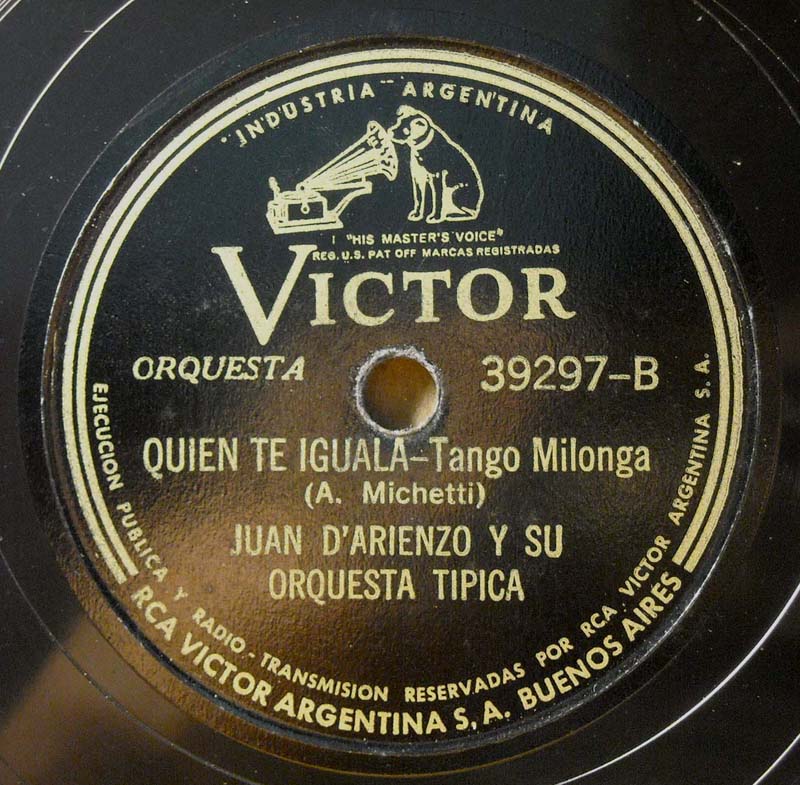 INDUSTRIA ARGENTINA
"HIS MASTER'S VOICE"
REG. U.S. PAT OFF MARCAS REGISTRADAS
VICTOR
ORQUESTA
39297-B
QUIEN TE IGUALA-Tango Milonga
(A. Michetti)
JUAN D'ARIENZO Y SU
ORQUESTA TIPICA
EJECUCION PUBLICA Y RADIO-TRANSMISION RESERVADAS POR RCA VICTOR ARGENTINA S. A.
RCA VICTOR ARGENTINA S. A. BUENOS AIRES